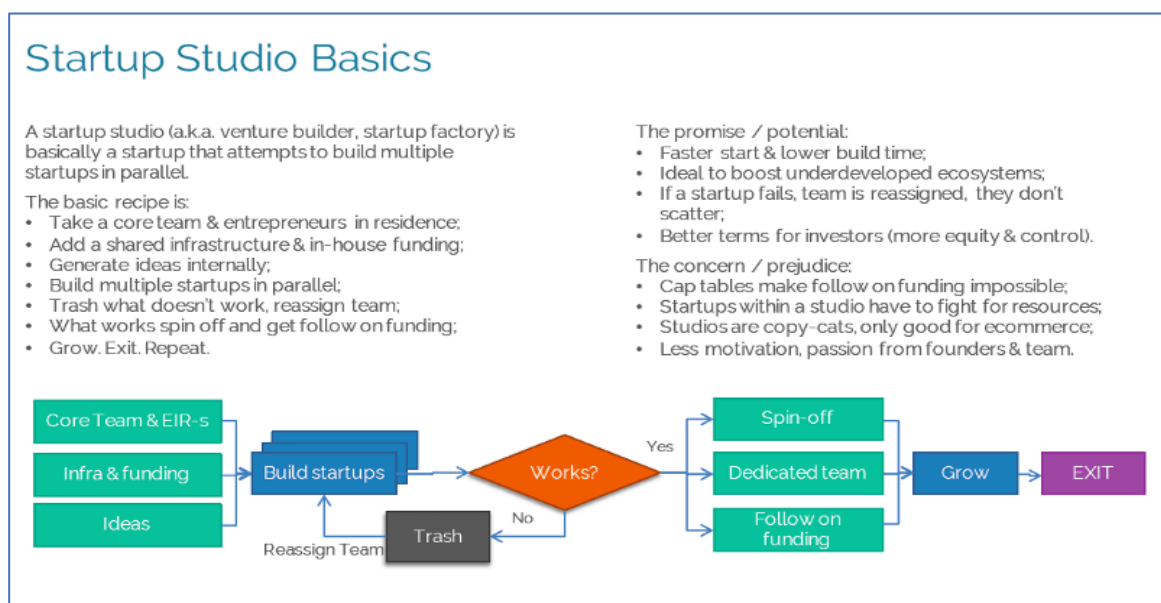 Startup Studio Basics
A startup studio (a.k.a. venture builder, startup factory) is
basically a startup that attempts to build multiple
startups in parallel.
The basic recipe is:
• Take a core team & entrepreneurs in residence;
• Add a shared infrastructure & in-house funding;
• Generate ideas internally;
• Build multiple startups in parallel;
• Trash what doesn't work, reassign team;
• What works spin off and get follow on funding;
• Grow. Exit. Repeat.
The promise / potential:
• Faster start & lower build time;
• Ideal to boost underdeveloped ecosystems;
• If a startup fails, team is reassigned, they don't
scatter;
• Better terms for investors (more equity & control).
The concern / prejudice:
• Cap tables make follow on funding impossible;
• Startups within a studio have to fight for resources;
• Studios are copy-cats, only good for ecommerce;
• Less motivation, passion from founders & team.
Core Team & EIR-s
Infra & funding
Ideas
Build startups
Works?
Yes
No
Trash
Reassign Team
Spin-off
Dedicated team
Follow on
funding
Grow
EXIT